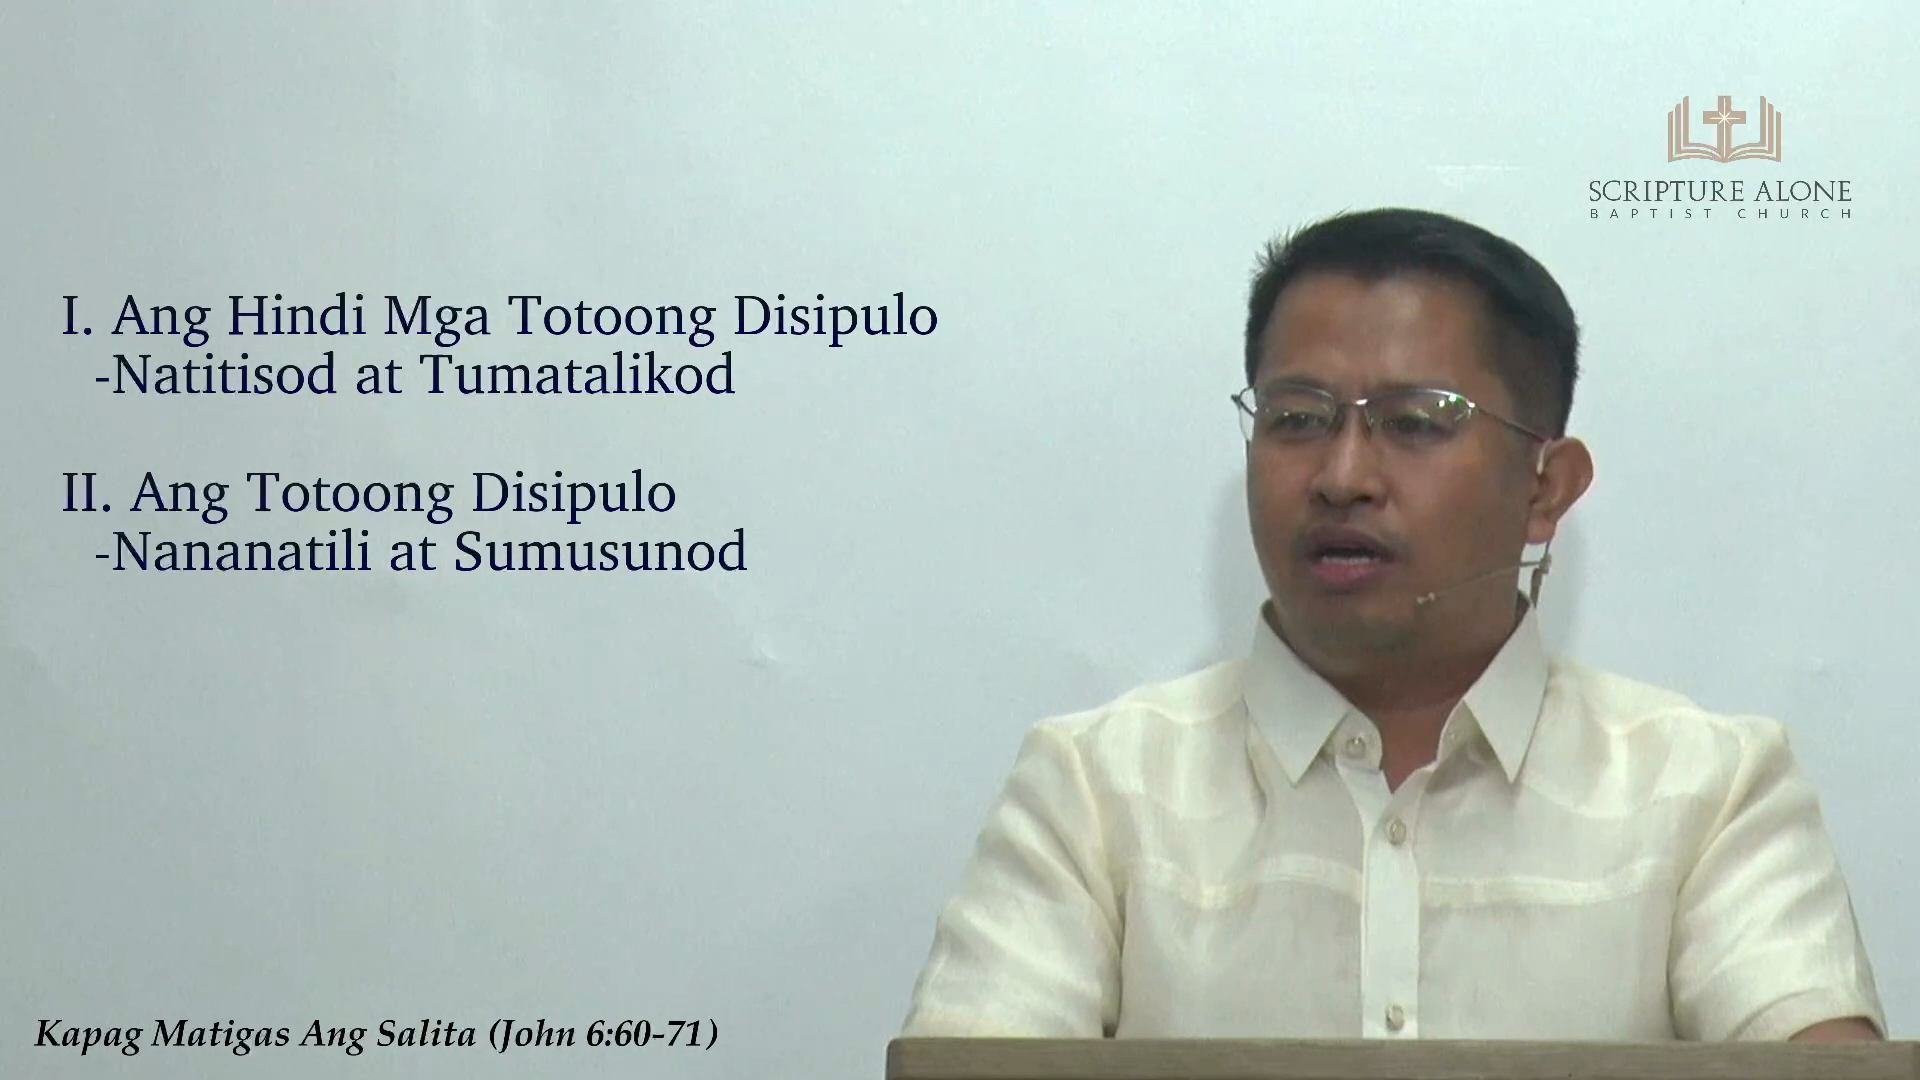 SCRIPTURE ALONE
BAPTIST CHURCH
I. Ang Hindi Mga Totoong Disipulo
-Natitisod at Tumatalikod
II. Ang Totoong Disipulo
-Nananatili at Sumusunod
Kapag Matigas Ang Salita (John 6:60-71)